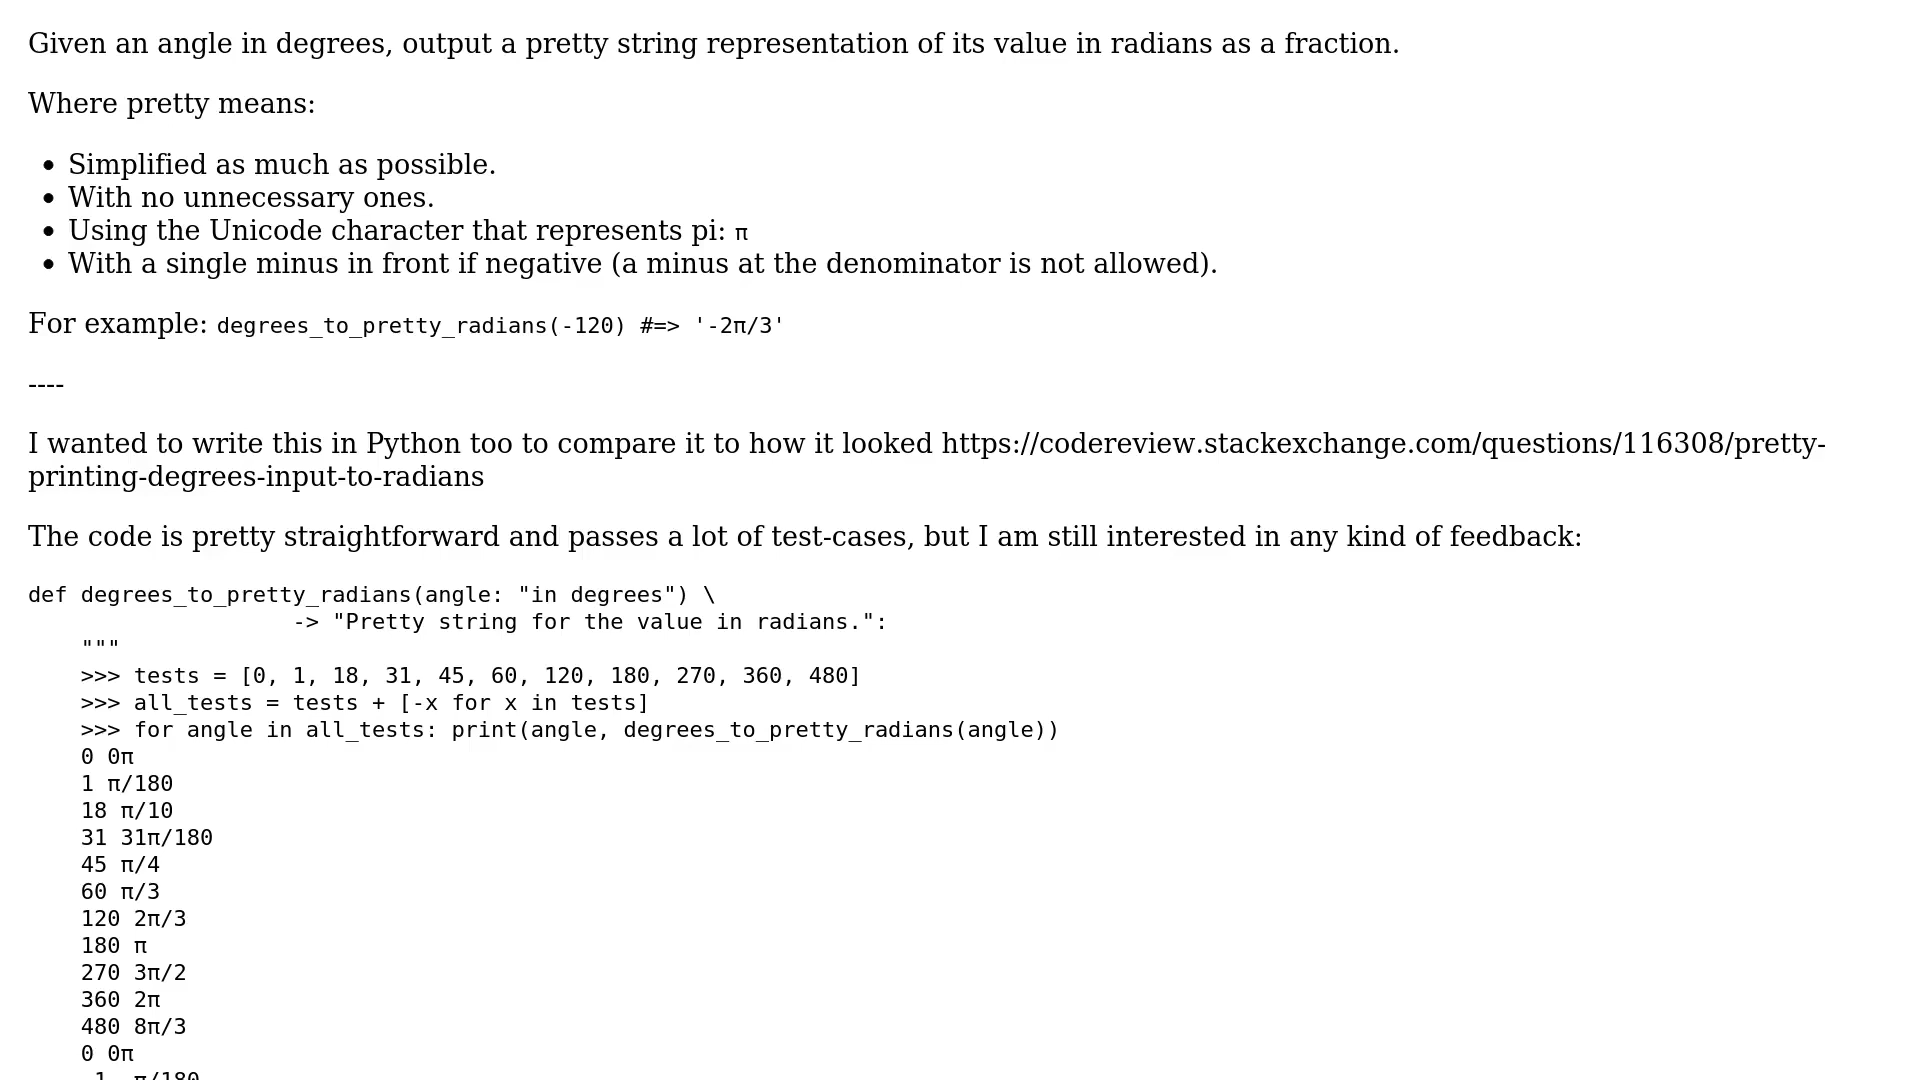 Given an angle in degrees, output a pretty string representation of its value in radians as a fraction.
Where pretty means:
• Simplified as much as possible.
• With no unnecessary ones.
• Using the Unicode character that represents pi: π
• With a single minus in front if negative (a minus at the denominator is not allowed).
For example: degrees_to_pretty_radians(-120) #=> '-2π/3'
----
I wanted to write this in Python too to compare it to how it looked https://codereview.stackexchange.com/questions/116308/pretty-
printing-degrees-input-to-radians
The code is pretty straightforward and passes a lot of test-cases, but I am still interested in any kind of feedback:
def degrees_to_pretty_radians(angle: "in degrees") \
                    -> "Pretty string for the value in radians.":
    """
    >>> tests = [0, 1, 18, 31, 45, 60, 120, 180, 270, 360, 480]
    >>> all_tests = tests + [-x for x in tests]
    >>> for angle in all_tests: print(angle, degrees_to_pretty_radians(angle))
    0 0π
    1 π/180
    18 π/10
    31 31π/180
    45 π/4
    60 π/3
    120 2π/3
    180 π
    270 3π/2
    360 2π
    480 8π/3
    0 0π
    -1 -π/180